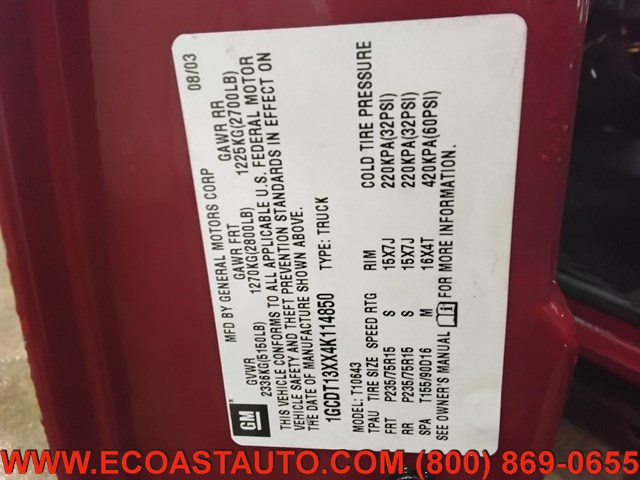 GM
MFD BY GENERAL MOTORS CORP 08/03
GVWR GAWR FRT GAWR RR
2336KG(5150LB) 1270KG(2800LB) 1225KG(2700LB)
THIS VEHICLE CONFORMS TO ALL APPLICABLE U.S. FEDERAL MOTOR
VEHICLE SAFETY AND THEFT PREVENTION STANDARDS IN EFFECT ON
THE DATE OF MANUFACTURE SHOWN ABOVE.
1GCDT13XX4K114850 TYPE: TRUCK
MODEL: T10643
TPAU TIRE SIZE SPEED RTG RIM COLD TIRE PRESSURE
FRT P235/75R15 S 15X7J 220KPA(32PSI)
RR P235/75R15 S 15X7J 220KPA(32PSI)
SPA T155/90D16 M 16X4T 420KPA(60PSI)
SEE OWNER'S MANUAL FOR MORE INFORMATION.
WWW.ECOASTAUTO.COM (800) 869-0655